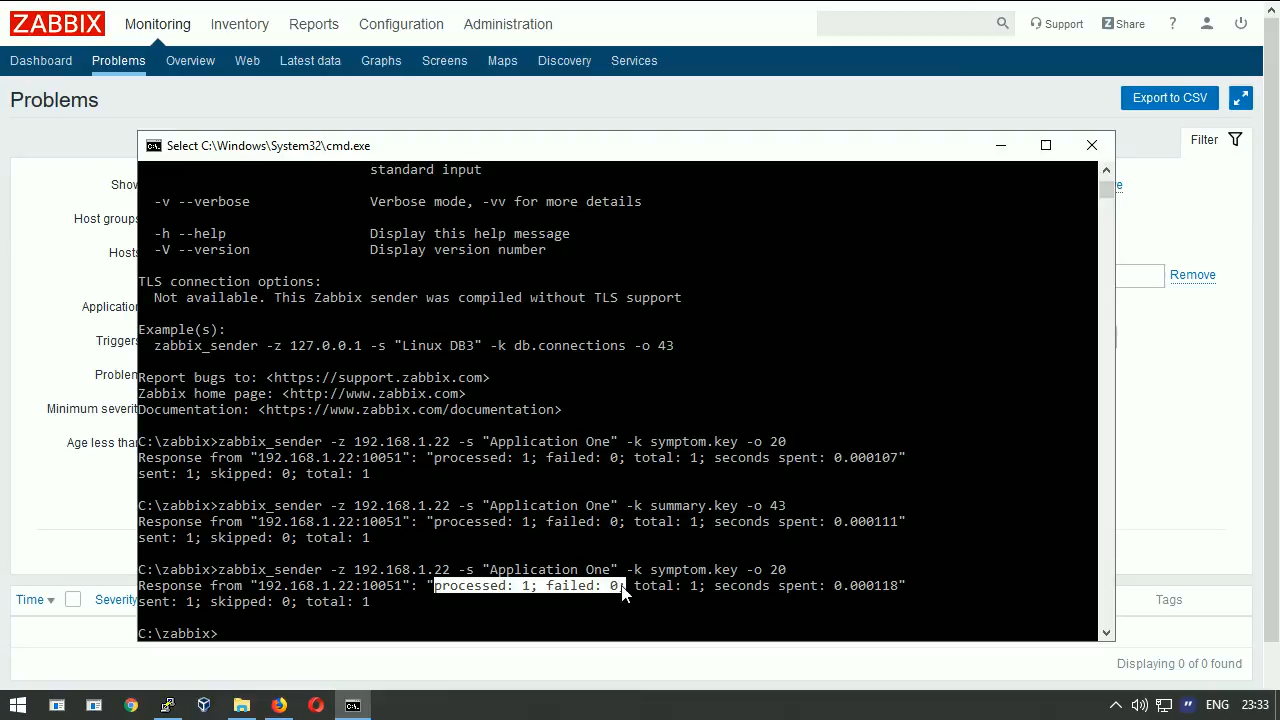 ZABBIX Monitoring Inventory Reports Configuration Administration Support Z Share ?
Dashboard Problems Overview Web Latest data Graphs Screens Maps Discovery Services
Problems
Export to CSV
Filter
Select C:\Windows\System32\cmd.exe
Show
Host groups
Hosts
Application
Triggers
Problem
Minimum severit
Age less than
Remove
standard input
-v --verbose Verbose mode, -vv for more details
-h --help Display this help message
-V --version Display version number
TLS connection options:
Not available. This Zabbix sender was compiled without TLS support
Example(s):
zabbix_sender -z 127.0.0.1 -s "Linux DB3" -k db.connections -o 43
Report bugs to: <https://support.zabbix.com>
Zabbix home page: <http://www.zabbix.com>
Documentation: <https://www.zabbix.com/documentation>
C:\zabbix>zabbix_sender -z 192.168.1.22 -s "Application One" -k symptom.key -o 20
Response from "192.168.1.22:10051": "processed: 1; failed: 0; total: 1; seconds spent: 0.000107"
sent: 1; skipped: 0; total: 1
C:\zabbix>zabbix_sender -z 192.168.1.22 -s "Application One" -k summary.key -o 43
Response from "192.168.1.22:10051": "processed: 1; failed: 0; total: 1; seconds spent: 0.000111"
sent: 1; skipped: 0; total: 1
C:\zabbix>zabbix_sender -z 192.168.1.22 -s "Application One" -k symptom.key -o 20
Response from "192.168.1.22:10051": "processed: 1; failed: 0; total: 1; seconds spent: 0.000118"
sent: 1; skipped: 0; total: 1
C:\zabbix>
Time Severity Tags
Displaying 0 of 0 found
ENG 23:33